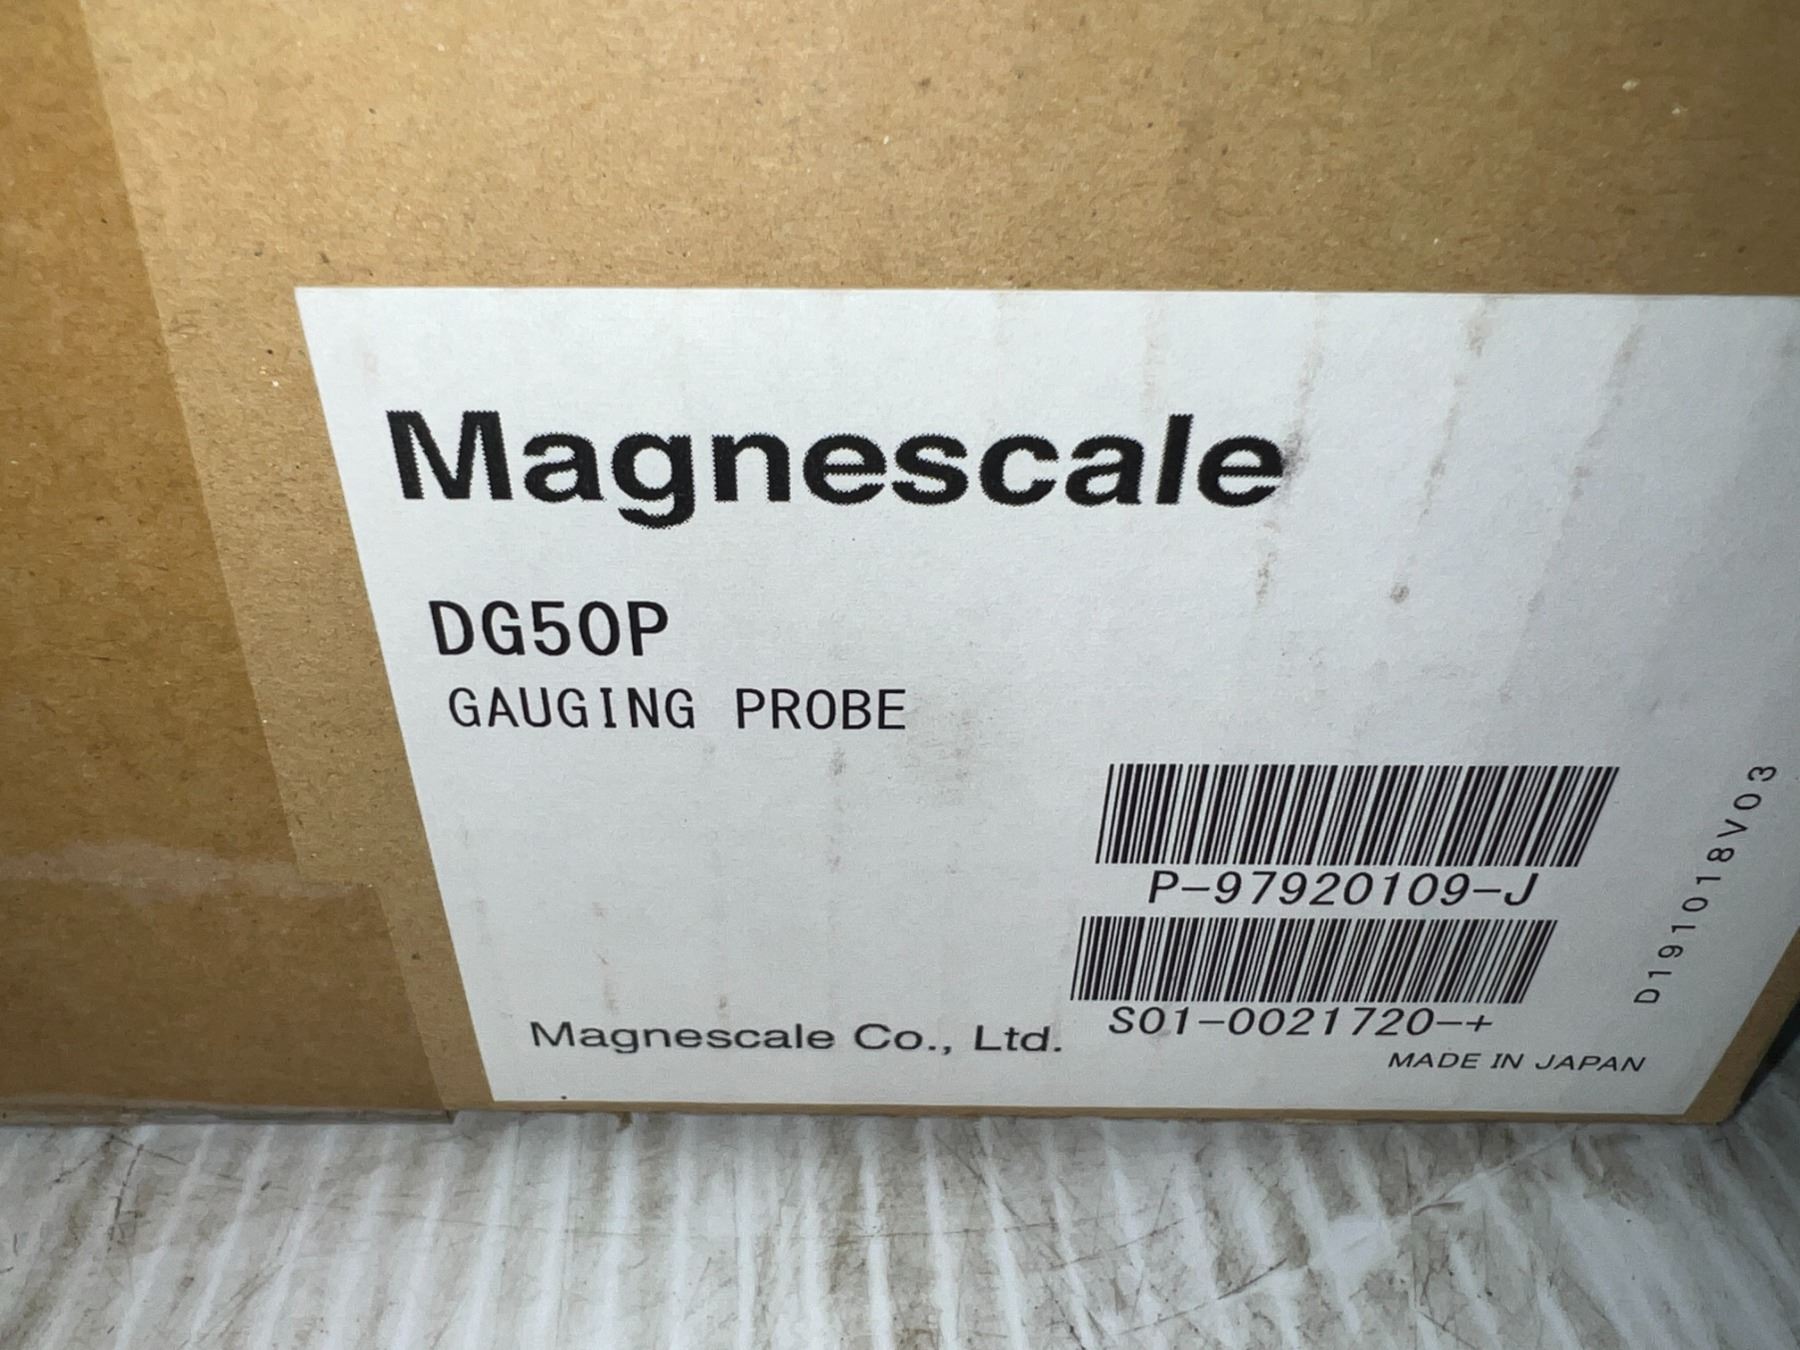 Magnescale
DG50P
GAUGING PROBE
P-97920109-J
S01-0021720-+
D191018V03
Magnescale Co., Ltd.
MADE IN JAPAN